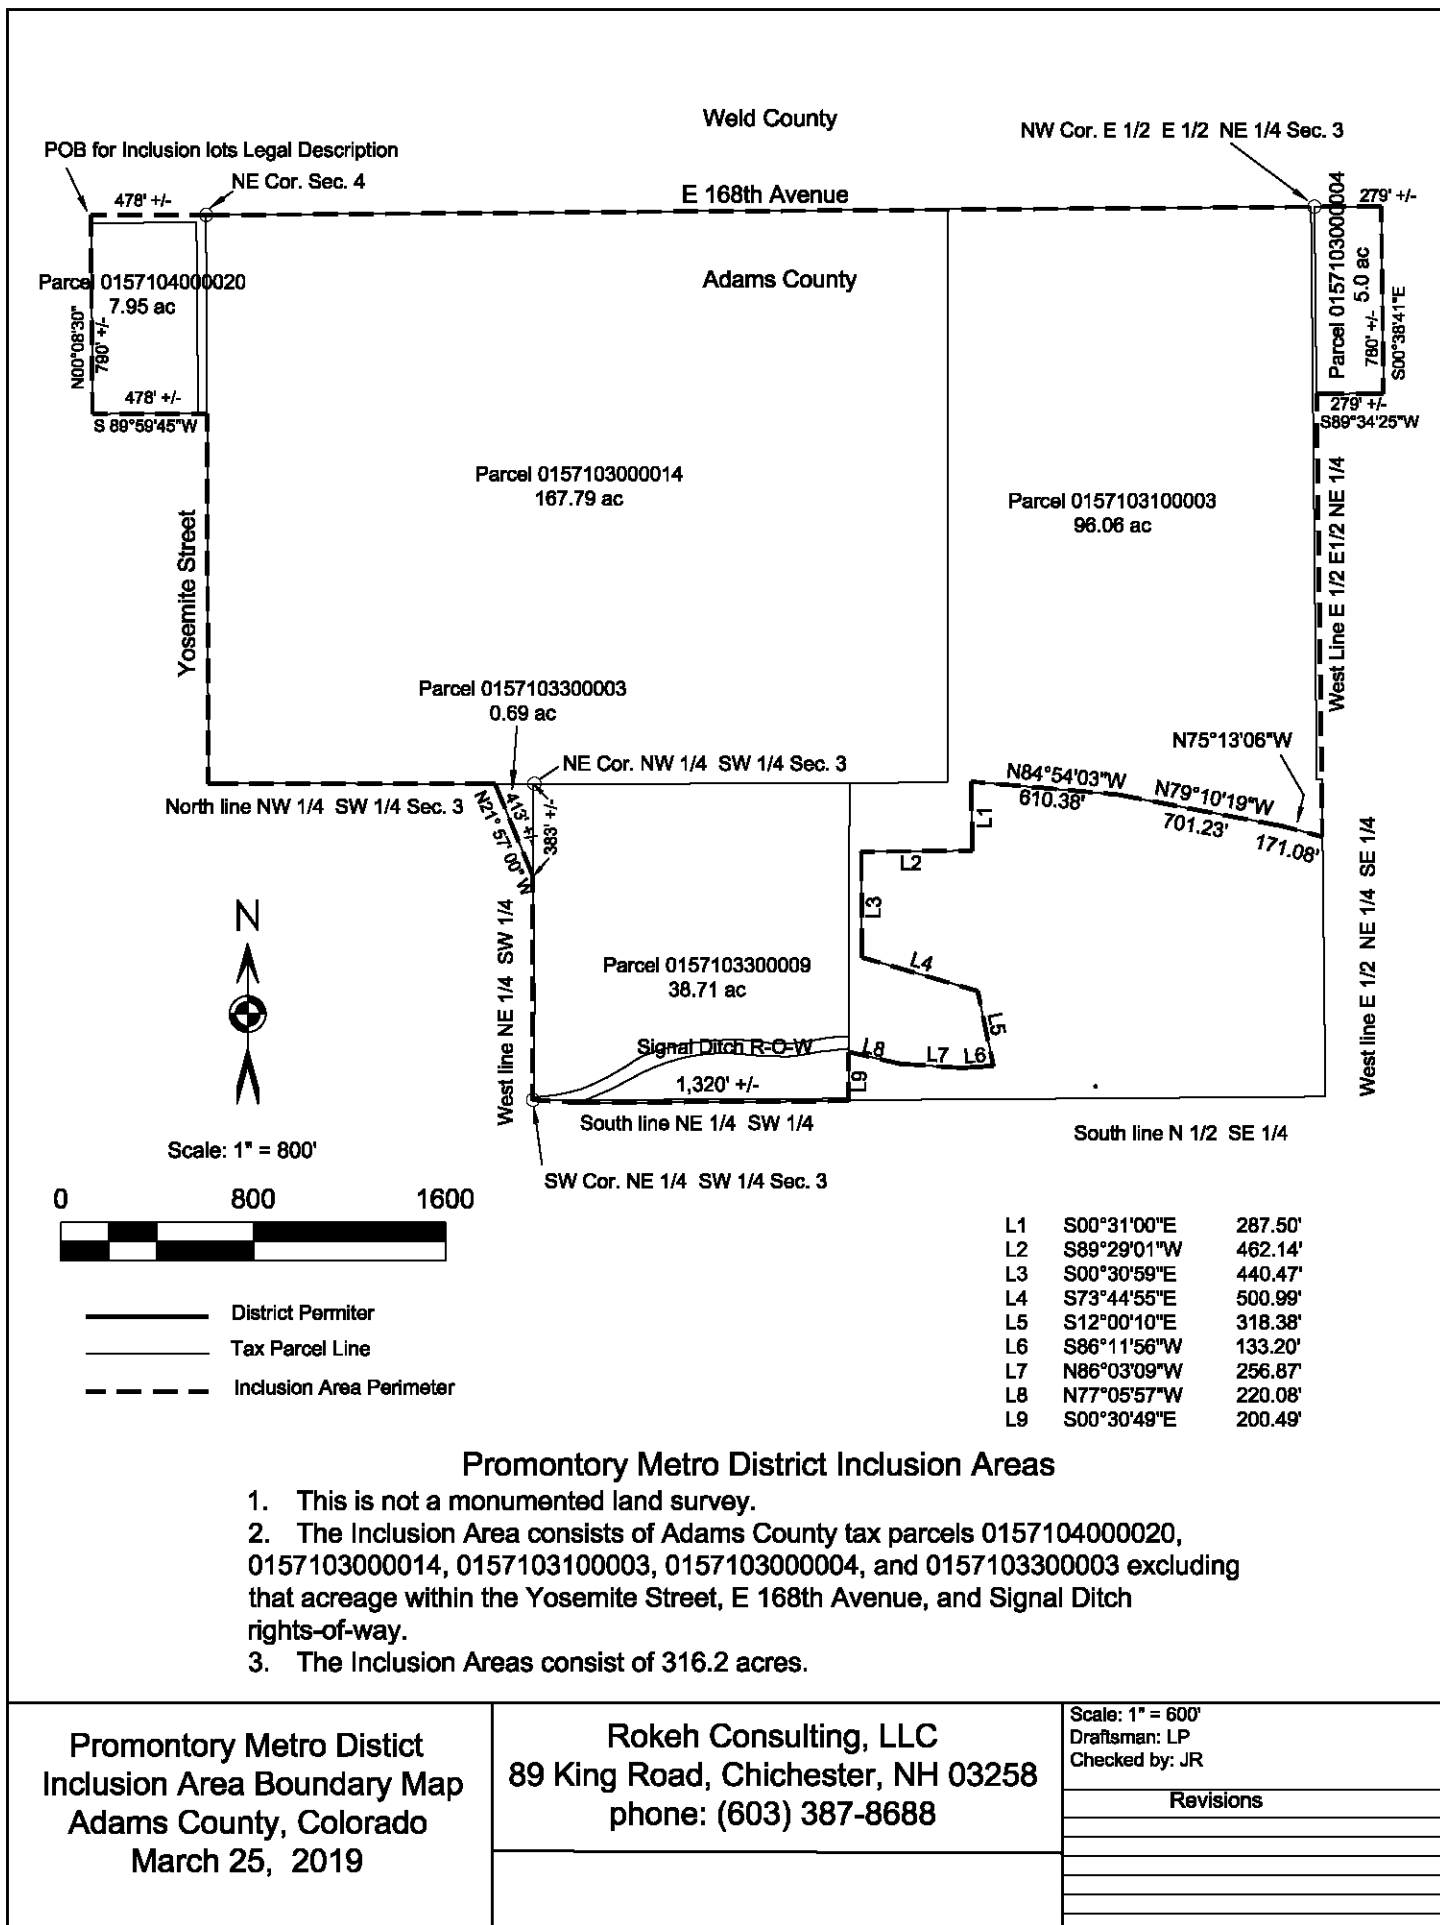 Weld County
NW Cor. E 1/2 E 1/2 NE 1/4 Sec. 3
POB for Inclusion lots Legal Description
NE Cor. Sec. 4
478' +/-
E 168th Avenue
279' +/-
Parcel 0157103000004
5.0 ac
780' +/-
S00°38'41"E
Parcel 0157104000020
7.95 ac
Adams County
N00°08'30"
790' +/-
478' +/-
S 89°59'45"W
279' +/-
S89°34'25"W
Parcel 0157103000014
167.79 ac
Parcel 0157103100003
96.06 ac
Yosemite Street
West Line E 1/2 E1/2 NE 1/4
Parcel 0157103300003
0.69 ac
NE Cor. NW 1/4 SW 1/4 Sec. 3
North line NW 1/4 SW 1/4 Sec. 3
N21° 57' 00" W
413' +/-
383' +/-
N75°13'06"W
N84°54'03"W
610.38'
N79°10'19"W
701.23'
171.08'
L1
L2
L3
L4
L5
L6
L7
L8
L9
N
West line NE 1/4 SW 1/4
Parcel 0157103300009
38.71 ac
Signal Ditch R-O-W
1,320' +/-
South line NE 1/4 SW 1/4
West line E 1/2 NE 1/4 SE 1/4
South line N 1/2 SE 1/4
SW Cor. NE 1/4 SW 1/4 Sec. 3
Scale: 1" = 800'
0 800 1600
District Permiter
Tax Parcel Line
Inclusion Area Perimeter
L1 S00°31'00"E 287.50'
L2 S89°29'01"W 462.14'
L3 S00°30'59"E 440.47'
L4 S73°44'55"E 500.99'
L5 S12°00'10"E 318.38'
L6 S86°11'56"W 133.20'
L7 N86°03'09"W 256.87'
L8 N77°05'57"W 220.08'
L9 S00°30'49"E 200.49'
Promontory Metro District Inclusion Areas
1. This is not a monumented land survey.
2. The Inclusion Area consists of Adams County tax parcels 0157104000020,
0157103000014, 0157103100003, 0157103000004, and 0157103300003 excluding
that acreage within the Yosemite Street, E 168th Avenue, and Signal Ditch
rights-of-way.
3. The Inclusion Areas consist of 316.2 acres.
Promontory Metro Distict
Inclusion Area Boundary Map
Adams County, Colorado
March 25, 2019
Rokeh Consulting, LLC
89 King Road, Chichester, NH 03258
phone: (603) 387-8688
Scale: 1" = 600'
Draftsman: LP
Checked by: JR
Revisions